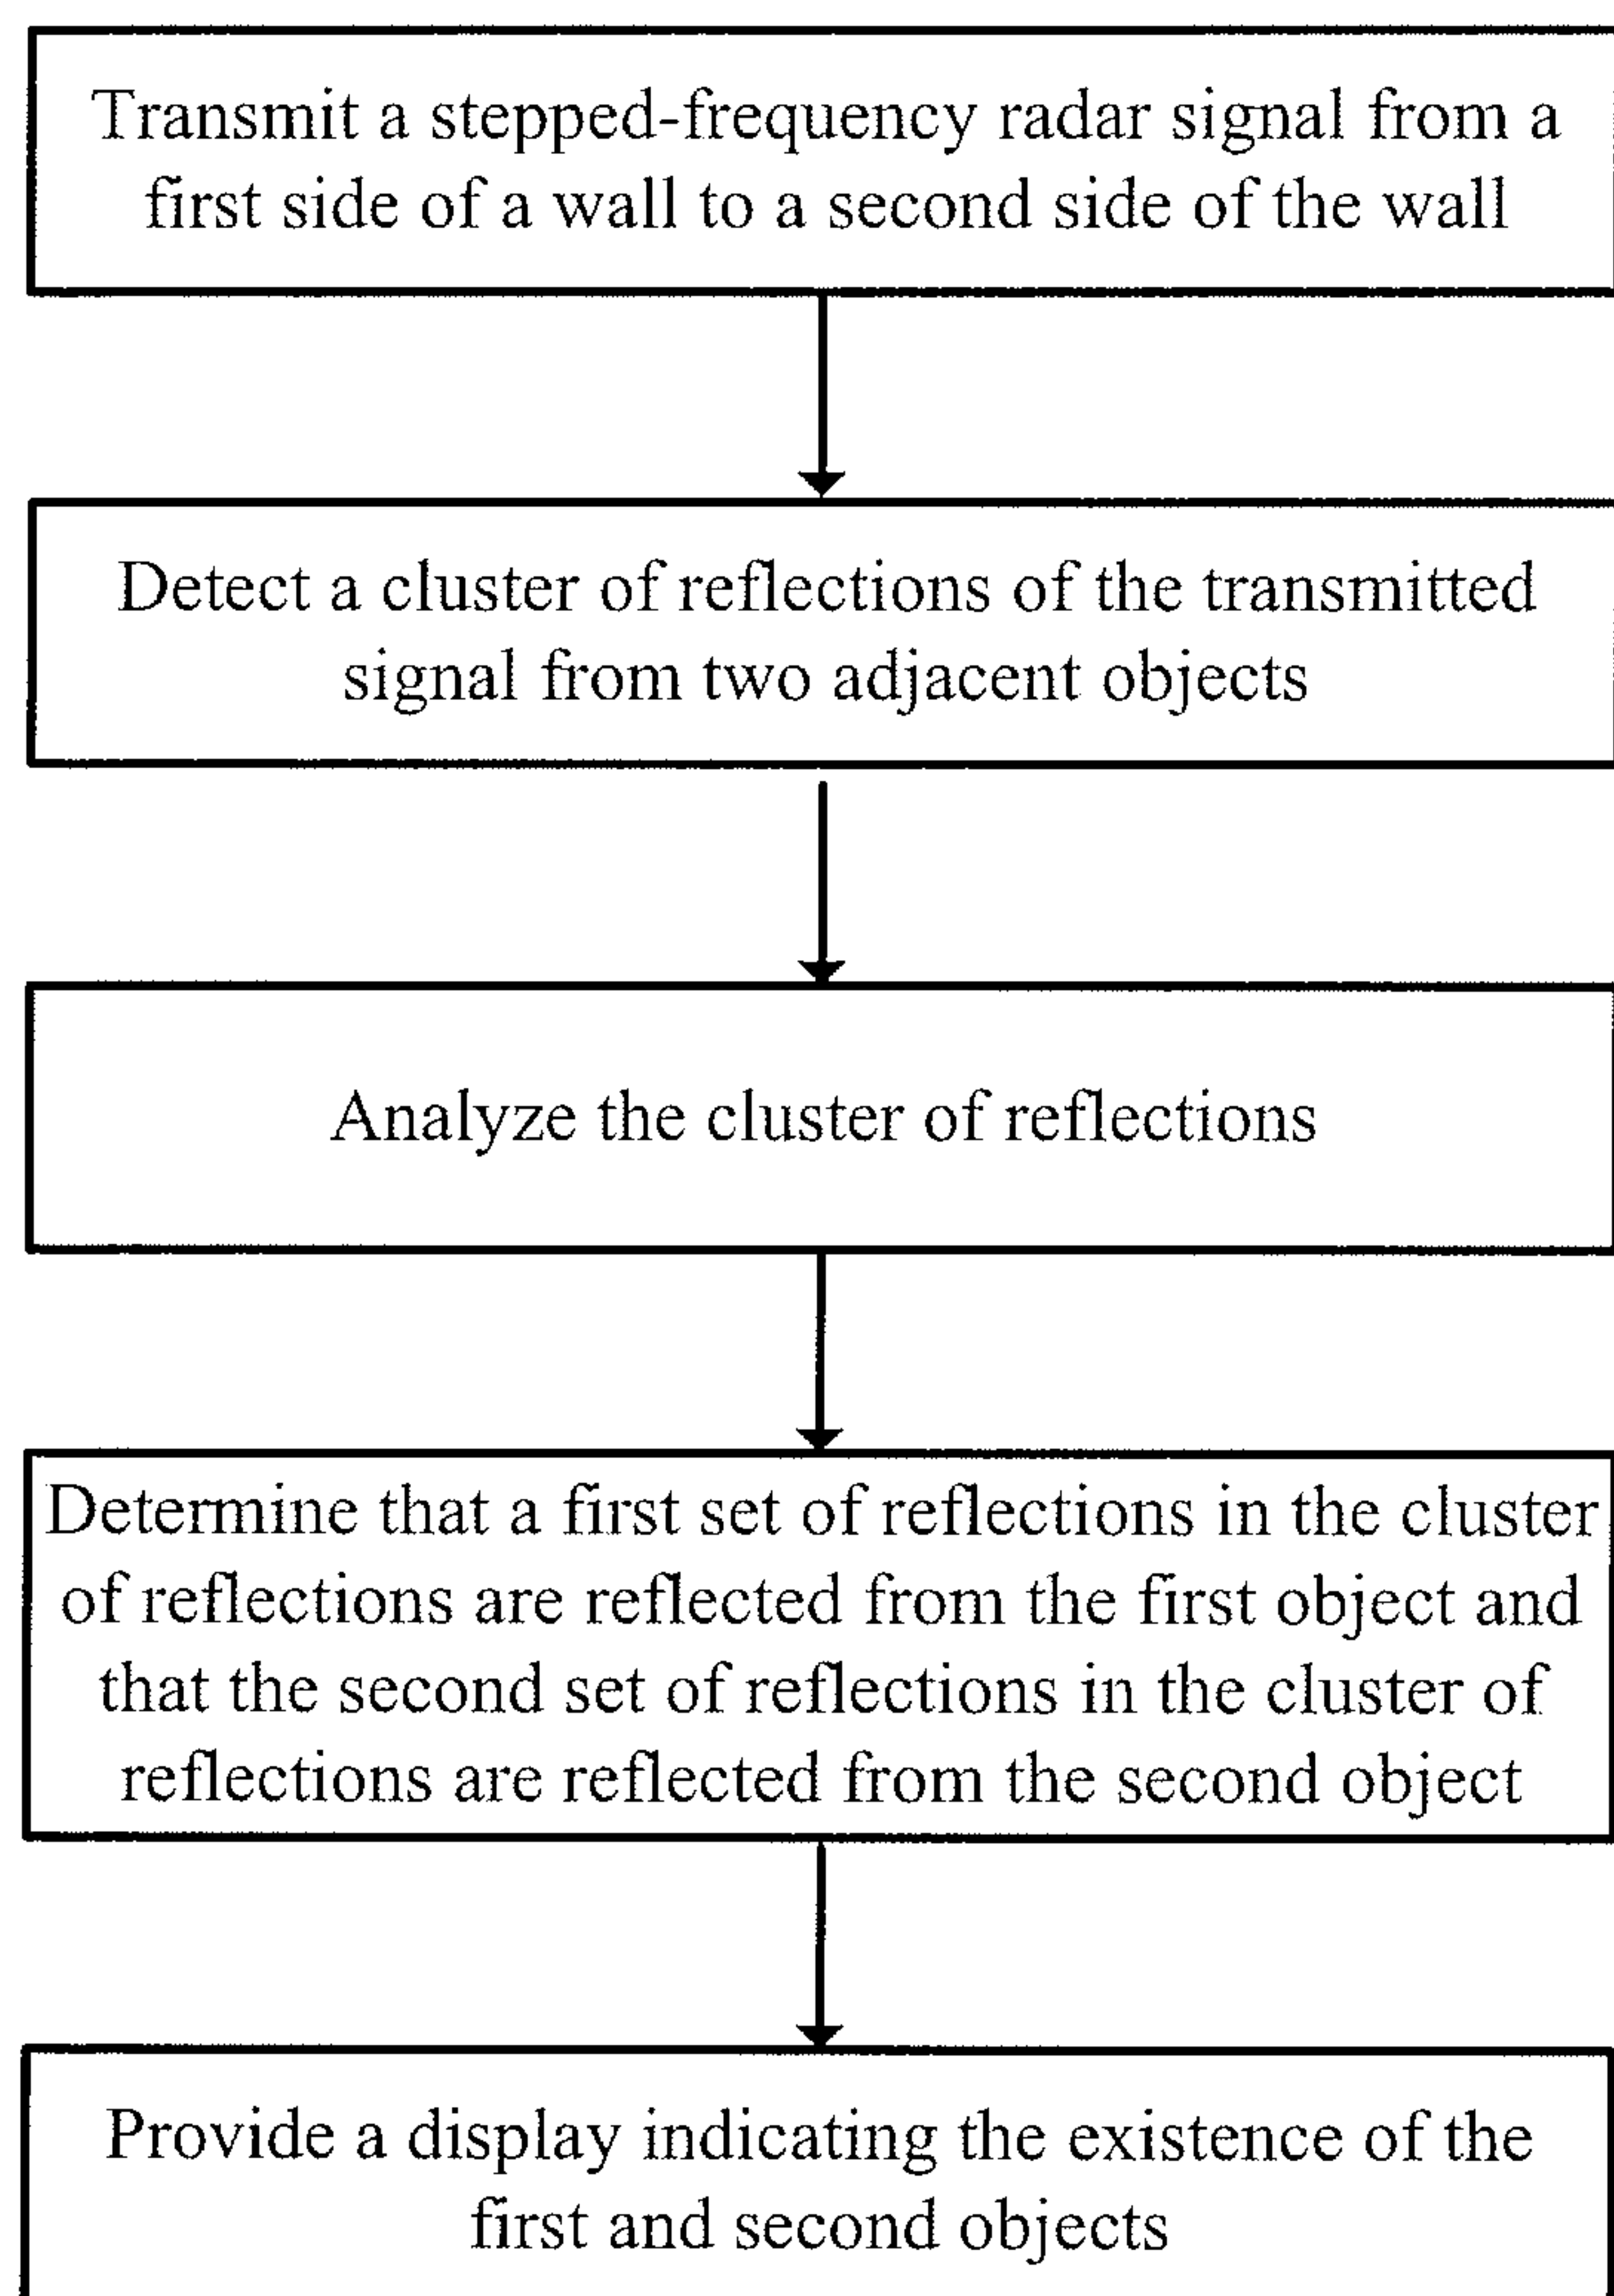 Transmit a stepped-frequency radar signal from a
first side of a wall to a second side of the wall
Detect a cluster of reflections of the transmitted
signal from two adjacent objects
Analyze the cluster of reflections
Determine that a first set of reflections in the cluster
of reflections are reflected from the first object and
that the second set of reflections in the cluster of
reflections are reflected from the second object
Provide a display indicating the existence of the
first and second objects